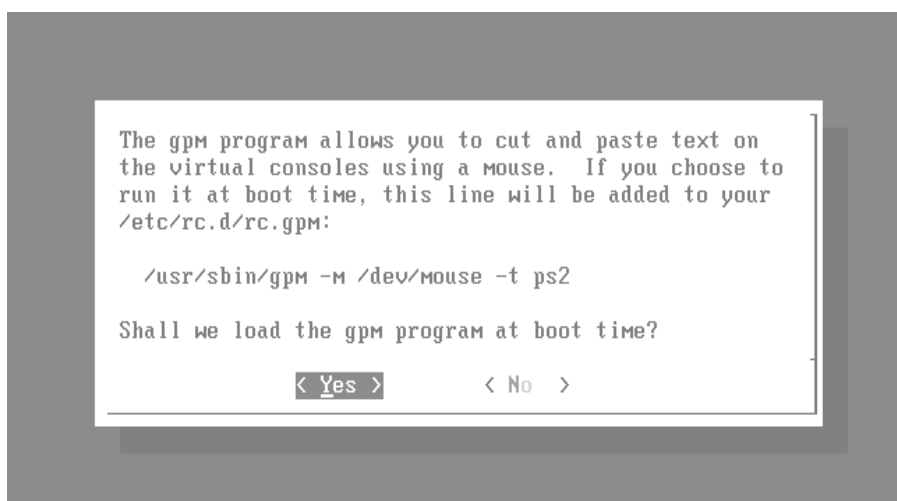 The gpm program allows you to cut and paste text on
the virtual consoles using a mouse.  If you choose to
run it at boot time, this line will be added to your
/etc/rc.d/rc.gpm:
/usr/sbin/gpm -m /dev/mouse -t ps2
Shall we load the gpm program at boot time?
< Yes >          < No  >